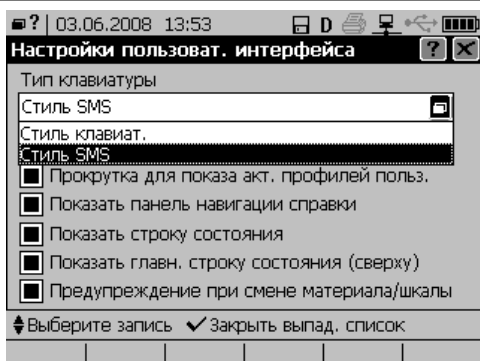 ? 03.06.2008 13:53 D
Настройки пользоват. интерфейса ? X
Тип клавиатуры
Стиль SMS
Стиль клавиат.
Стиль SMS
Прокрутка для показа акт. профилей польз.
Показать панель навигации справки
Показать строку состояния
Показать главн. строку состояния (сверху)
Предупреждение при смене материала/шкалы
Выберите запись ✓Закрыть выпад. список